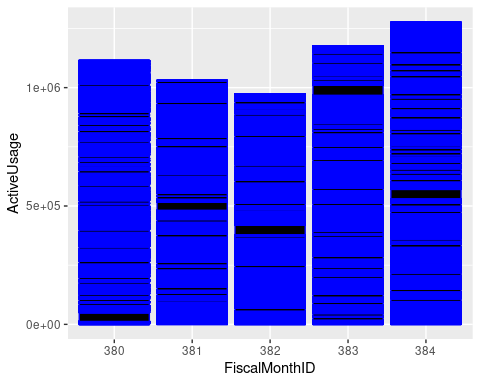 1e+06
5e+05
0e+00
ActiveUsage
380 381 382 383 384
FiscalMonthID